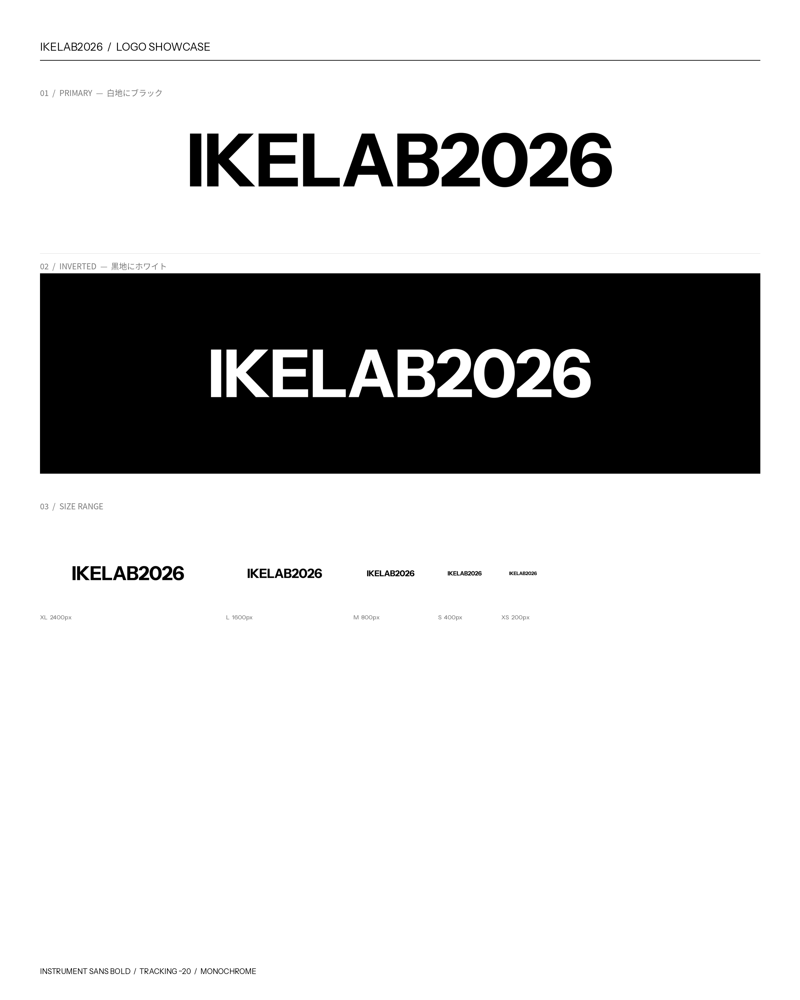 IKELAB2026 / LOGO SHOWCASE
01 / PRIMARY — 白地にブラック
IKELAB2026
02 / INVERTED — 黒地にホワイト
IKELAB2026
03 / SIZE RANGE
IKELAB2026 IKELAB2026 IKELAB2026 IKELAB2026 IKELAB2026
XL 2400px L 1600px M 800px S 400px XS 200px
INSTRUMENT SANS BOLD / TRACKING −20 / MONOCHROME